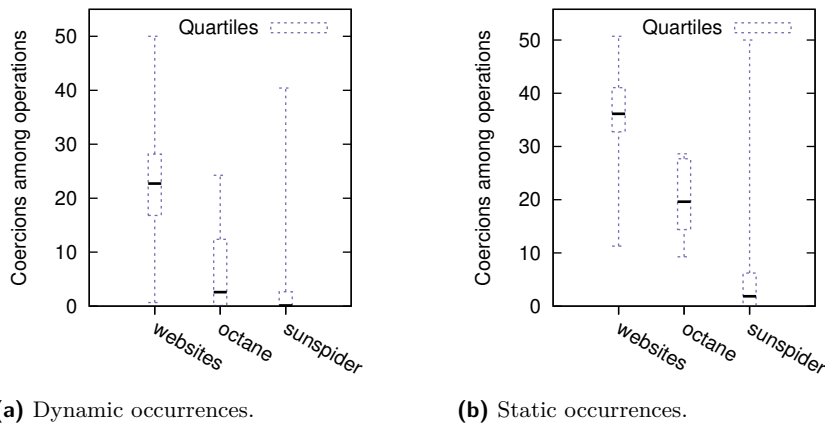 Quartiles
50
40
30
20
10
0
Coercions among operations
websites
octane
sunspider
(a) Dynamic occurrences.
Quartiles
50
40
30
20
10
0
Coercions among operations
websites
octane
sunspider
(b) Static occurrences.